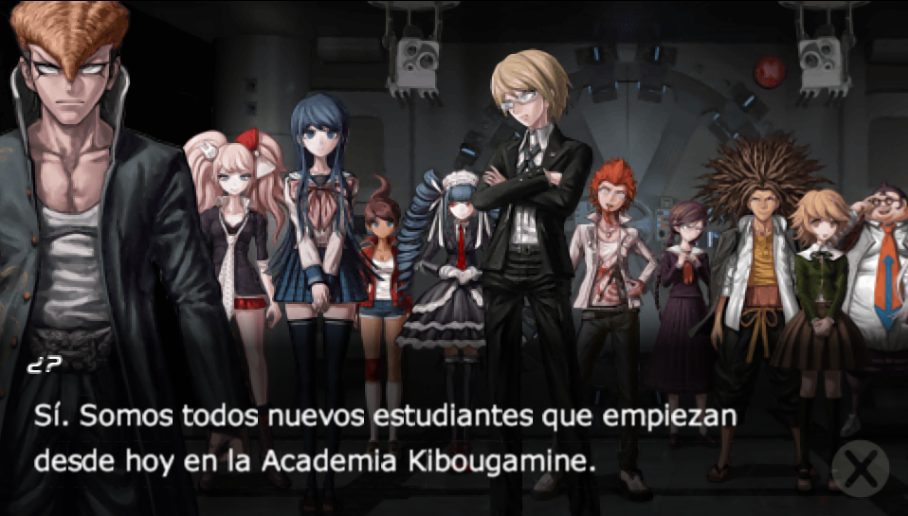 ¿?
Sí. Somos todos nuevos estudiantes que empiezan
desde hoy en la Academia Kibougamine.
X